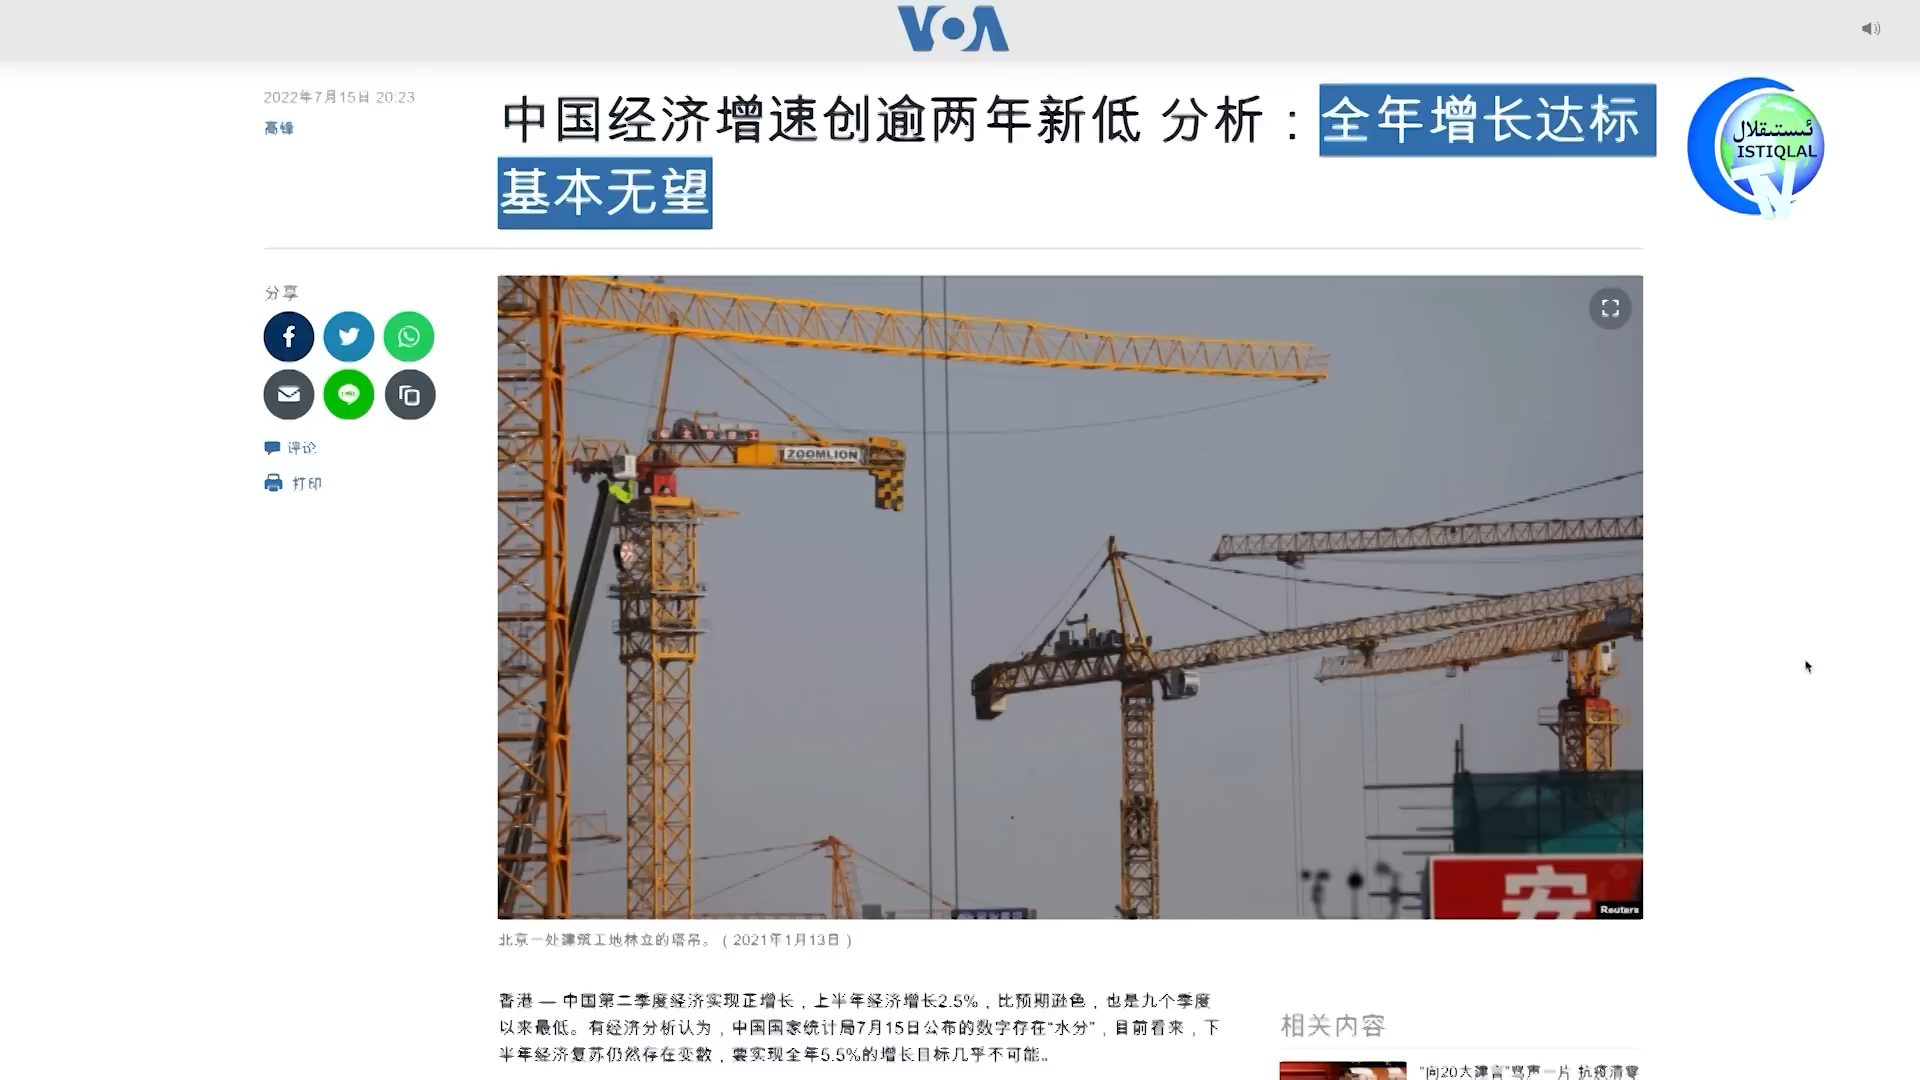 VOA
2022年7月15日 20:23
高锋
中国经济增速创逾两年新低 分析：全年增长达标
基本无望
ئىستىقلال
ISTIQLAL
TV
分享
评论
打印
ZOOMLION
安
Reuters
北京一处建筑工地林立的塔吊。（2021年1月13日）
香港 — 中国第二季度经济实现正增长，上半年经济增长2.5%，比预期逊色，也是九个季度
以来最低。有经济分析认为，中国国家统计局7月15日公布的数字存在“水分”，目前看来，下
半年经济复苏仍然存在变数，要实现全年5.5%的增长目标几乎不可能。
相关内容
“向20大建言”骂声一片 抗疫清零